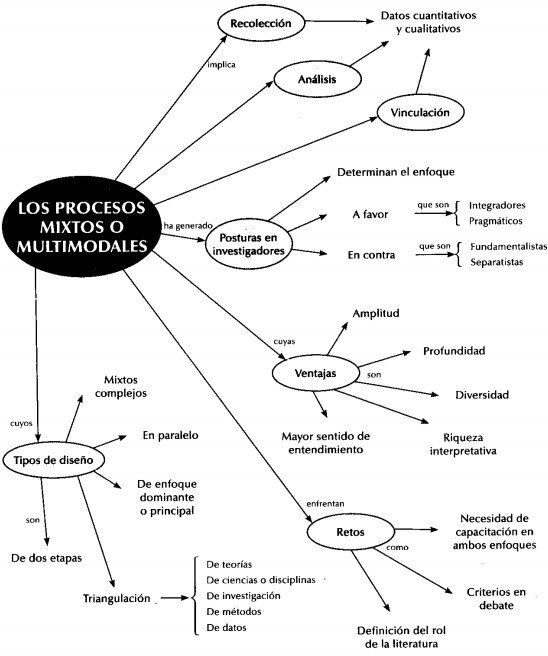 Recolección
Datos cuantitativos
y cualitativos
implica
Análisis
Vinculación
LOS PROCESOS
MIXTOS O
MULTIMODALES
ha generado
Posturas en
investigadores
Determinan el enfoque
A favor
que son
Integradores
Pragmáticos
En contra
que son
Fundamentalistas
Separatistas
cuyas
Ventajas
son
Amplitud
Profundidad
Diversidad
Riqueza
interpretativa
Mayor sentido de
entendimiento
cuyos
Tipos de diseño
son
Mixtos
complejos
En paralelo
De enfoque
dominante
o principal
De dos etapas
Triangulación
De teorías
De ciencias o disciplinas
De investigación
De métodos
De datos
enfrentan
Retos
como
Necesidad de
capacitación en
ambos enfoques
Criterios en
debate
Definición del rol
de la literatura